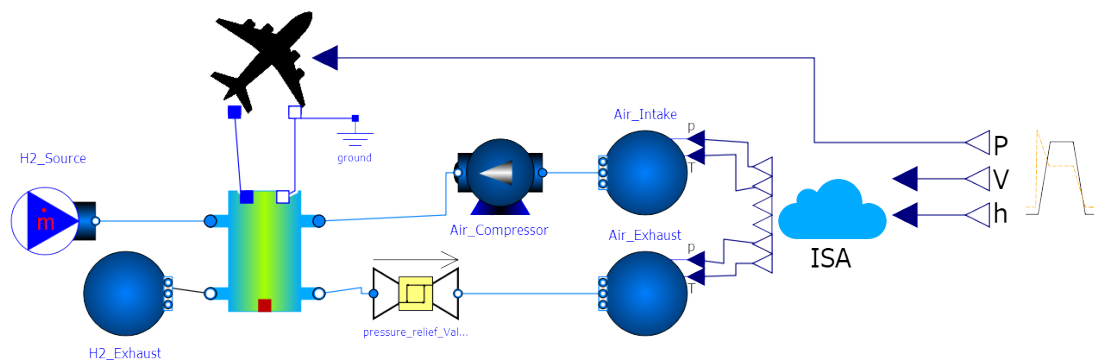 Air_Intake
p
T
P
H2_Source
ground
V
ṁ
h
Air_Compressor
Air_Exhaust
p
T
ISA
pressure_relief_Val...
H2_Exhaust